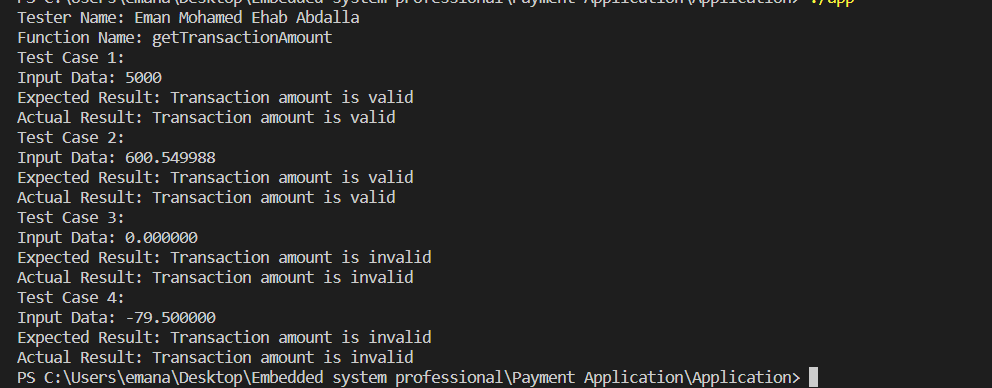 PS C:\Users\emana\Desktop\Embedded system professional\Payment Application\Application> ./app
Tester Name: Eman Mohamed Ehab Abdalla
Function Name: getTransactionAmount
Test Case 1:
Input Data: 5000
Expected Result: Transaction amount is valid
Actual Result: Transaction amount is valid
Test Case 2:
Input Data: 600.549988
Expected Result: Transaction amount is valid
Actual Result: Transaction amount is valid
Test Case 3:
Input Data: 0.000000
Expected Result: Transaction amount is invalid
Actual Result: Transaction amount is invalid
Test Case 4:
Input Data: -79.500000
Expected Result: Transaction amount is invalid
Actual Result: Transaction amount is invalid
PS C:\Users\emana\Desktop\Embedded system professional\Payment Application\Application>